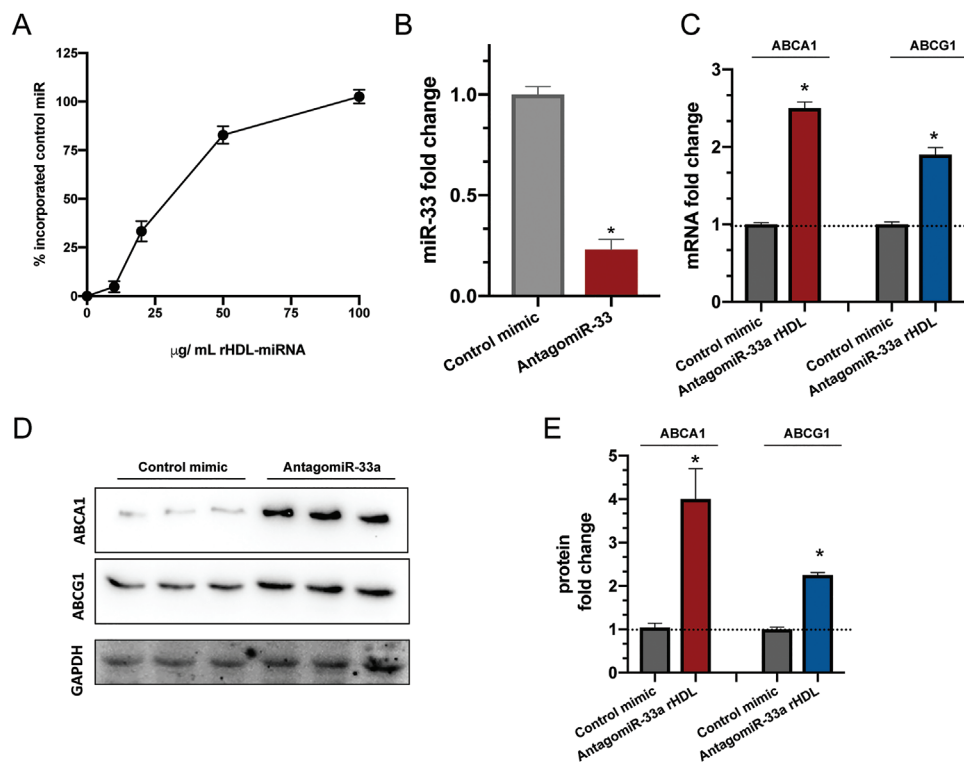 A
125
100
75
50
25
0
0
25
50
75
100
% incorporated control miR
μg/ mL rHDL-miRNA
B
1.0
0.5
0.0
miR-33 fold change
*
Control mimic
AntagomiR-33
C
ABCA1
ABCG1
3
2
1
0
mRNA fold change
*
*
Control mimic
AntagomiR-33a rHDL
Control mimic
AntagomiR-33a rHDL
D
Control mimic
AntagomiR-33a
ABCA1
ABCG1
GAPDH
E
ABCA1
ABCG1
5
4
3
2
1
0
protein
fold change
*
*
Control mimic
AntagomiR-33a rHDL
Control mimic
AntagomiR-33a rHDL